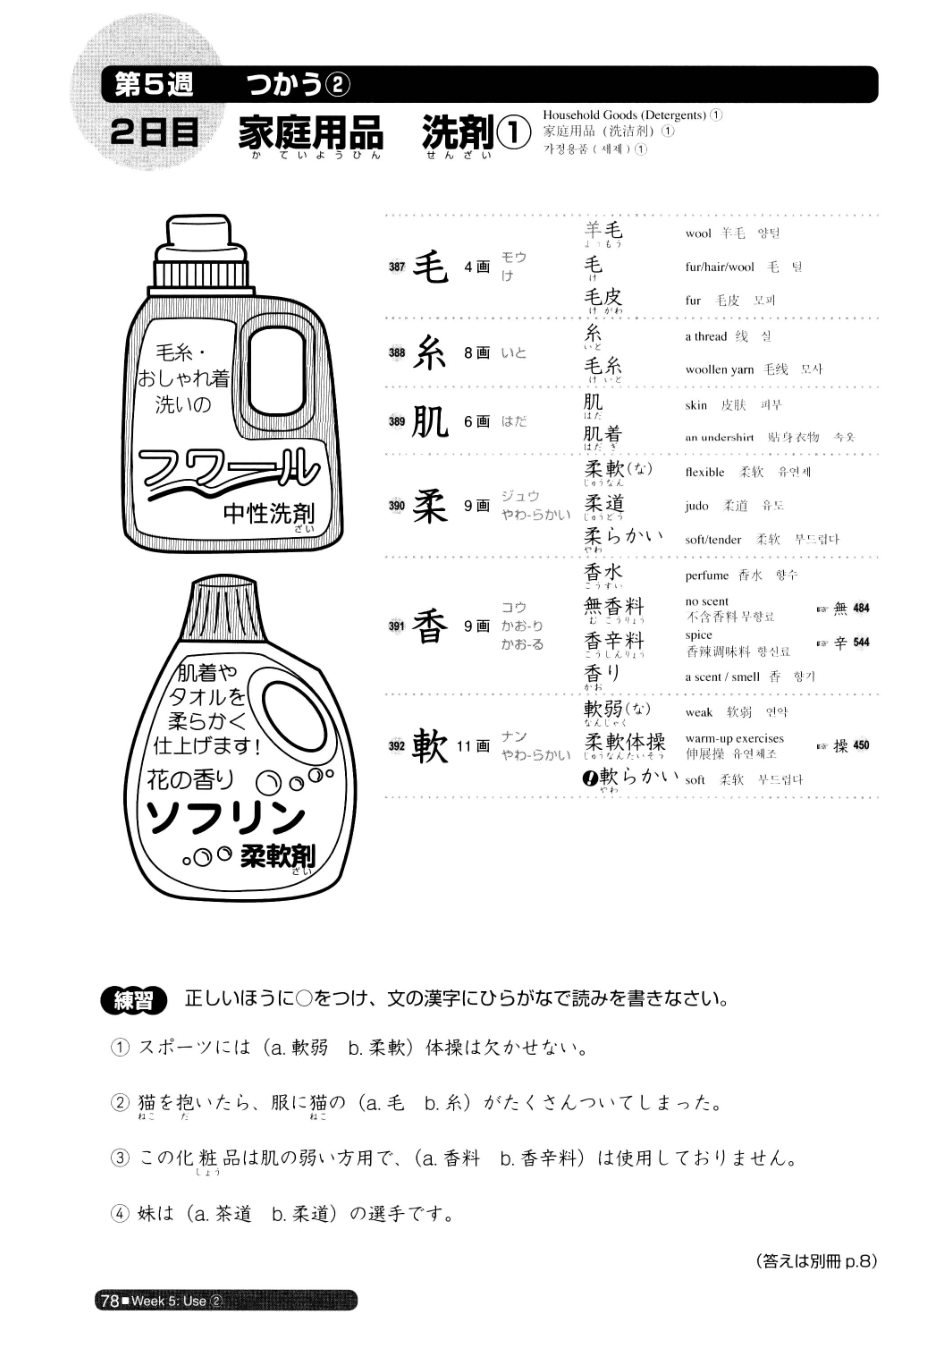 第5週　つかう②
2日目　家庭用品　洗剤①
かていようひん　せんざい
Household Goods (Detergents) ①
家庭用品（洗洁剂）①
가정용품 ( 세제 ) ①
毛糸・
おしゃれ着
洗いの
フワール
中性洗剤
ざい
肌着や
タオルを
柔らかく
仕上げます！
花の香り
ソフリン
柔軟剤
ざい
387 毛 4画 モウ け
羊毛 ようもう wool 羊毛 양털
毛 け fur/hair/wool 毛 털
毛皮 けがわ fur 毛皮 모피
388 糸 8画 いと
糸 いと a thread 线 실
毛糸 けいと woollen yarn 毛线 모사
389 肌 6画 はだ
肌 はだ skin 皮肤 피부
肌着 はだぎ an undershirt 贴身衣物 속옷
390 柔 9画 ジュウ やわ-らかい
柔軟(な) じゅうなん flexible 柔软 유연제
柔道 じゅうどう judo 柔道 유도
柔らかい やわ soft/tender 柔软 부드럽다
391 香 9画 コウ かお-り かお-る
香水 こうすい perfume 香水 향수
無香料 むこうりょう no scent 不含香料 무향료 ☞ 無 484
香辛料 こうしんりょう spice 香辣调味料 향신료 ☞ 辛 544
香り かお a scent / smell 香 향기
392 軟 11画 ナン やわ-らかい
軟弱(な) なんじゃく weak 软弱 연약
柔軟体操 じゅうなんたいそう warm-up exercises 伸展操 유연체조 ☞ 操 450
❗軟らかい やわ soft 柔软 부드럽다
練習　正しいほうに○をつけ、文の漢字にひらがなで読みを書きなさい。
① スポーツには（a. 軟弱　b. 柔軟）体操は欠かせない。
② 猫を抱いたら、服に猫の（a. 毛　b. 糸）がたくさんついてしまった。
ねこ　だ　ねこ
③ この化粧品は肌の弱い方用で、（a. 香料　b. 香辛料）は使用しておりません。
しょう
④ 妹は（a. 茶道　b. 柔道）の選手です。
（答えは別冊 p.8）
78 ■ Week 5: Use ②